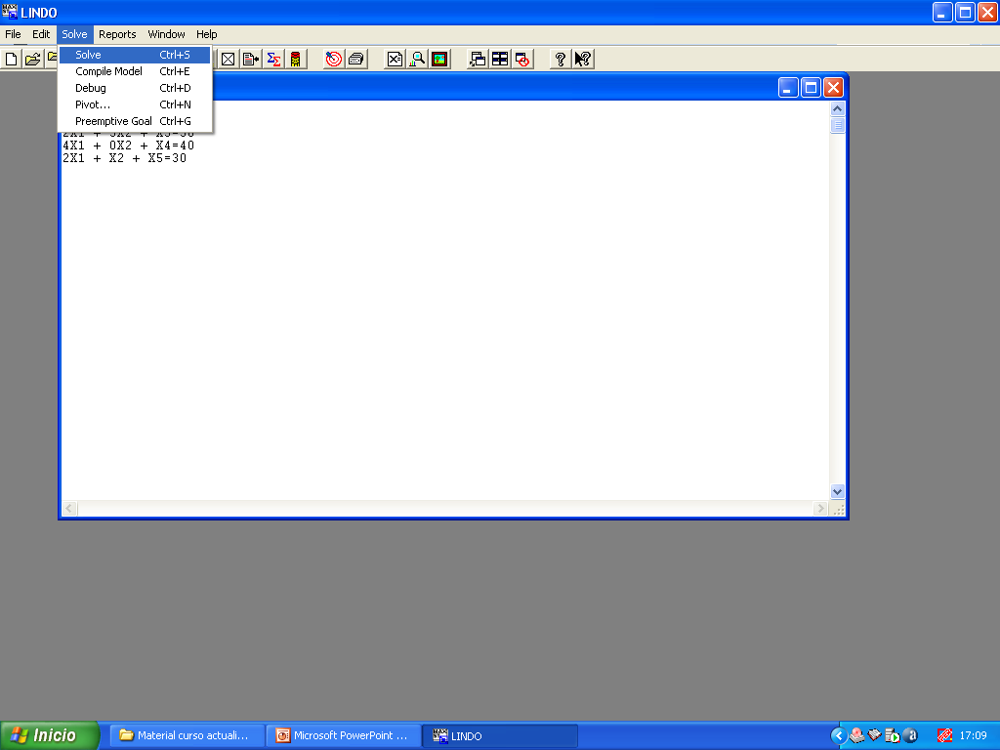 LINDO
File Edit Solve Reports Window Help
Solve Ctrl+S
Compile Model Ctrl+E
Debug Ctrl+D
Pivot... Ctrl+N
Preemptive Goal Ctrl+G
4X1 + 0X2 + X4=40
2X1 + X2 + X5=30
Inicio
Material curso actuali...
Microsoft PowerPoint ...
LINDO
17:09